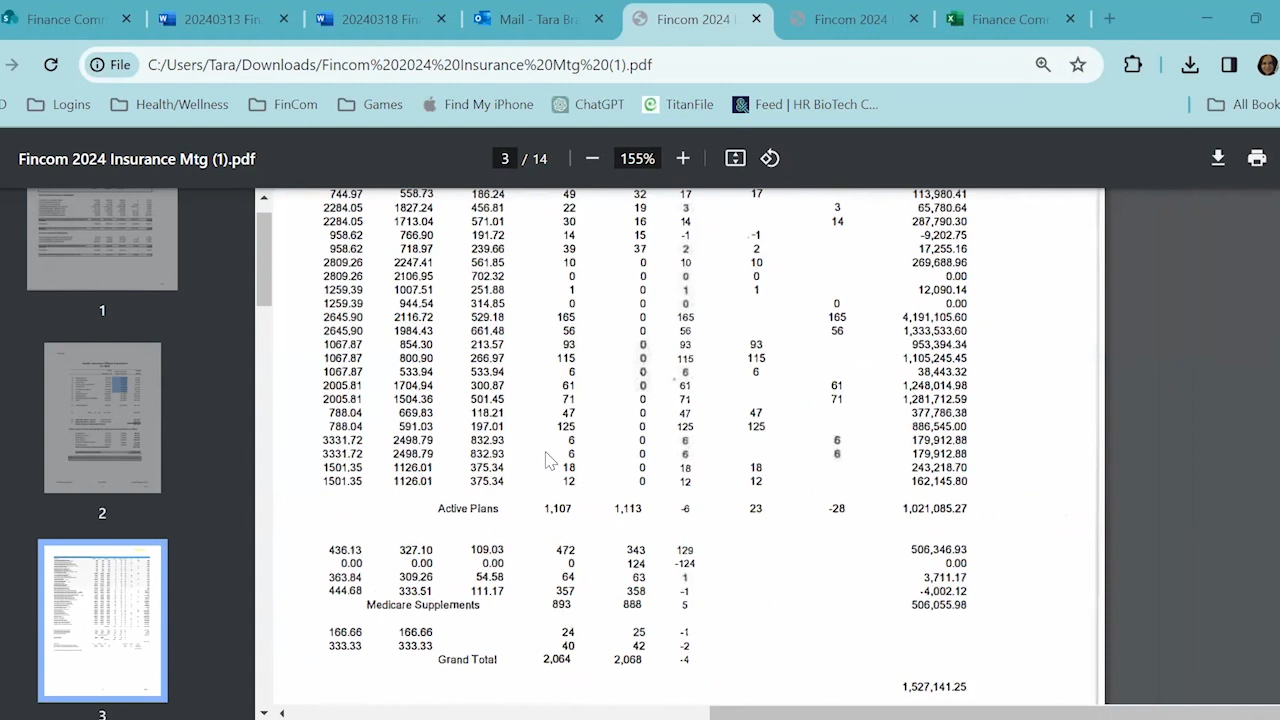 Finance Com
20240313 Fin
20240318 Fina
Mail - Tara Br
Fincom 2024
Fincom 2024
Finance Com
File C:/Users/Tara/Downloads/Fincom%202024%20Insurance%20Mtg%20(1).pdf
Logins Health/Wellness FinCom Games Find My iPhone ChatGPT TitanFile Feed | HR BioTech C... All Book
Fincom 2024 Insurance Mtg (1).pdf 3 / 14 155%
744.97 558.73 186.24 49 32 17 17 113,980.41
2284.05 1827.24 456.81 22 19 3 3 65,780.64
2284.05 1713.04 571.01 30 16 14 14 287,790.30
958.62 766.90 191.72 14 15 -1 -1 -9,202.75
958.62 718.97 239.66 39 37 2 2 17,255.16
2809.26 2247.41 561.85 10 0 10 10 269,688.96
2809.26 2106.95 702.32 0 0 0 0 0.00
1259.39 1007.51 251.88 1 0 1 1 12,090.14
1259.39 944.54 314.85 0 0 0 0 0.00
2645.90 2116.72 529.18 165 0 165 165 4,191,105.60
2645.90 1984.43 661.48 56 0 56 56 1,333,533.60
1067.87 854.30 213.57 93 0 93 93 953,394.34
1067.87 800.90 266.97 115 0 115 115 1,105,245.45
1067.87 533.94 533.94 6 0 6 6 38,443.32
2005.81 1704.94 300.87 61 0 61 61 1,248,014.98
2005.81 1504.36 501.45 71 0 71 71 1,281,712.59
788.04 669.83 118.21 47 0 47 47 377,786.38
788.04 591.03 197.01 125 0 125 125 886,545.00
3331.72 2498.79 832.93 6 0 6 6 179,912.88
3331.72 2498.79 832.93 6 0 6 6 179,912.88
1501.35 1126.01 375.34 18 0 18 18 243,218.70
1501.35 1126.01 375.34 12 0 12 12 162,145.80
Active Plans 1,107 1,113 -6 23 -28 1,021,085.27
436.13 327.10 109.03 472 343 129 506,346.93
0.00 0.00 0.00 0 124 -124 0.00
363.84 309.26 54.58 64 63 1 3,711.17
444.68 333.51 111.17 357 358 -1 -4,002.12
Medicare Supplements 893 888 5 506,055.98
166.66 166.66 24 25 -1
333.33 333.33 40 42 -2
Grand Total 2,064 2,068 -4
1,527,141.25
1
2
3